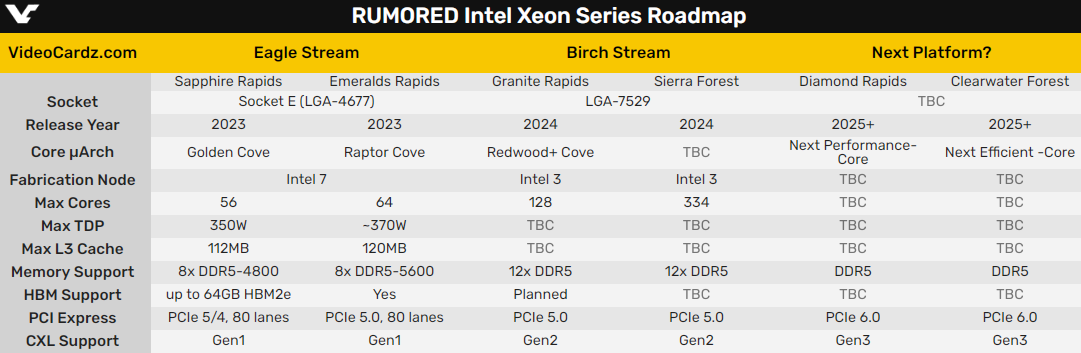 RUMORED Intel Xeon Series Roadmap
VideoCardz.com Eagle Stream Birch Stream Next Platform?
Sapphire Rapids Emeralds Rapids Granite Rapids Sierra Forest Diamond Rapids Clearwater Forest
Socket Socket E (LGA-4677) LGA-7529 TBC
Release Year 2023 2023 2024 2024 2025+ 2025+
Core µArch Golden Cove Raptor Cove Redwood+ Cove TBC Next Performance-Core Next Efficient -Core
Fabrication Node Intel 7 Intel 3 Intel 3 TBC TBC
Max Cores 56 64 128 334 TBC TBC
Max TDP 350W ~370W TBC TBC TBC TBC
Max L3 Cache 112MB 120MB TBC TBC TBC TBC
Memory Support 8x DDR5-4800 8x DDR5-5600 12x DDR5 12x DDR5 DDR5 DDR5
HBM Support up to 64GB HBM2e Yes Planned TBC TBC TBC
PCI Express PCIe 5/4, 80 lanes PCIe 5.0, 80 lanes PCIe 5.0 PCIe 5.0 PCIe 6.0 PCIe 6.0
CXL Support Gen1 Gen1 Gen2 Gen2 Gen3 Gen3